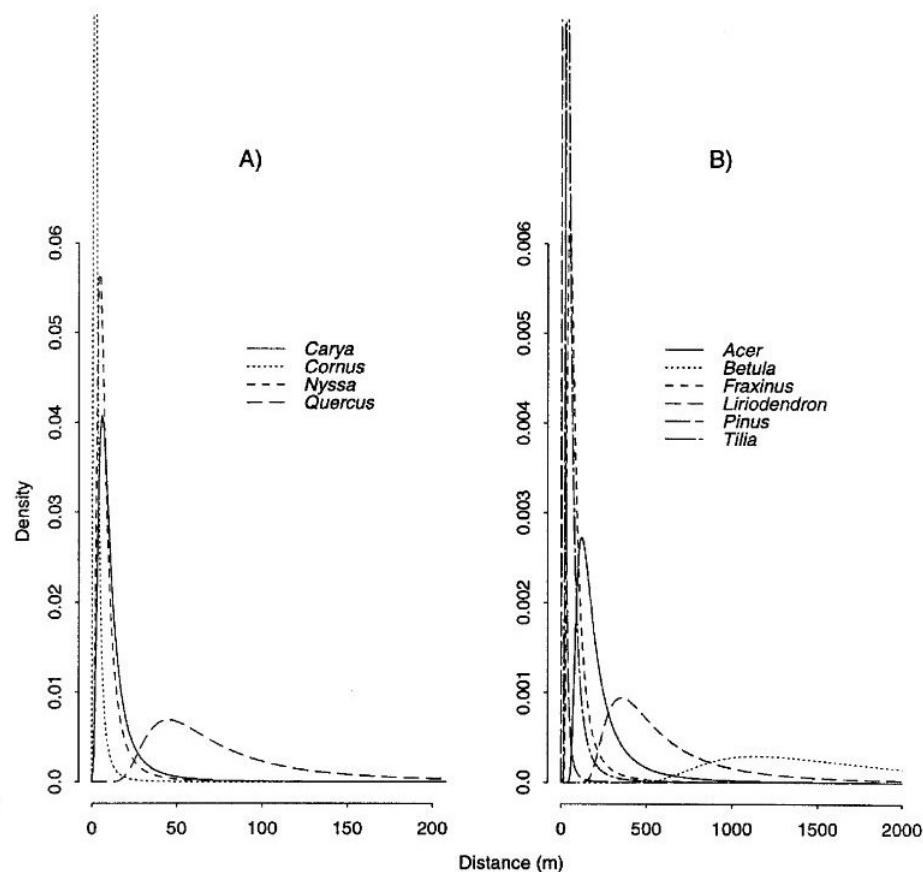 A)
B)
0.06
0.05
0.04
0.03
0.02
0.01
0.0
Density
Carya
Cornus
Nyssa
Quercus
0 50 100 150 200
0.006
0.005
0.004
0.003
0.002
0.001
0.0
Acer
Betula
Fraxinus
Liriodendron
Pinus
Tilia
0 500 1000 1500 2000
Distance (m)